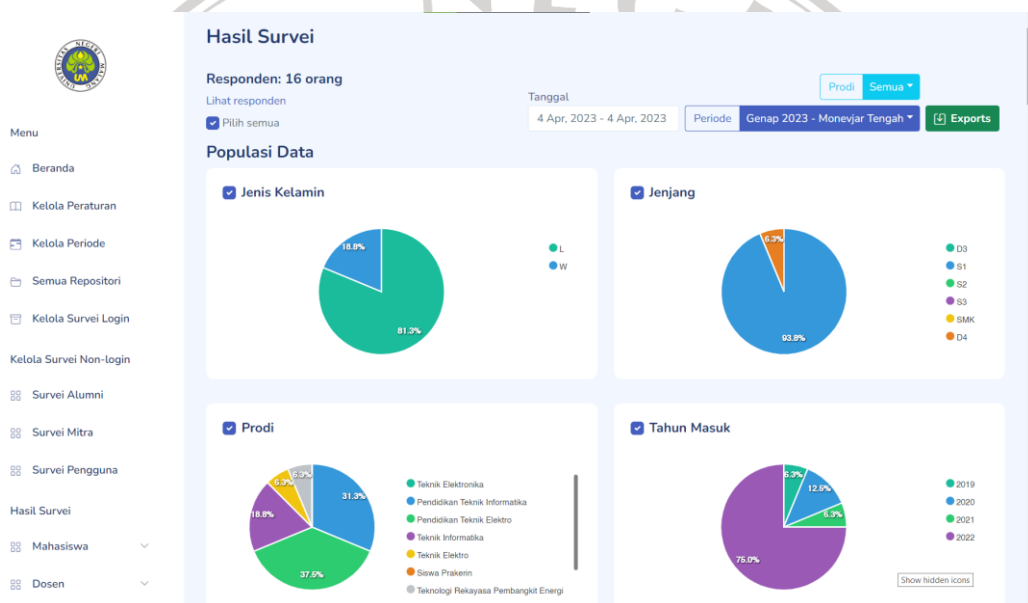 Hasil Survei
Responden: 16 orang
Lihat responden
Pilih semua
Tanggal
4 Apr, 2023 - 4 Apr, 2023
Prodi Semua
Periode Genap 2023 - Monevjar Tengah
Exports
Populasi Data
Menu
Beranda
Kelola Peraturan
Kelola Periode
Semua Repositori
Kelola Survei Login
Kelola Survei Non-login
Survei Alumni
Survei Mitra
Survei Pengguna
Hasil Survei
Mahasiswa
Dosen
Jenis Kelamin
18.8%
81.3%
L
W
Jenjang
6.3%
93.8%
D3
S1
S2
S3
SMK
D4
Prodi
6.3%
6.3%
31.3%
18.8%
37.5%
Teknik Elektronika
Pendidikan Teknik Informatika
Pendidikan Teknik Elektro
Teknik Informatika
Teknik Elektro
Siswa Prakerin
Teknologi Rekayasa Pembangkit Energi
Tahun Masuk
6.3%
12.5%
6.3%
75.0%
2019
2020
2021
2022
Show hidden icons
UNIVERSITAS NEGERI MALANG
UM